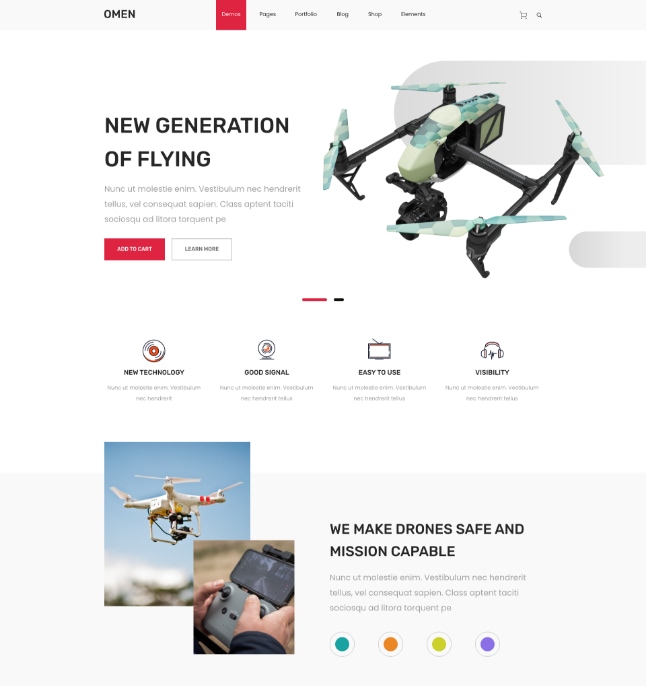 OMEN
Demos Pages Portfolio Blog Shop Elements
NEW GENERATION
OF FLYING
Nunc ut molestie enim. Vestibulum nec hendrerit
tellus, vel consequat sapien. Class aptent taciti
sociosqu ad litora torquent pe
ADD TO CART LEARN MORE
NEW TECHNOLOGY
Nunc ut molestie enim. Vestibulum
nec hendrerit
GOOD SIGNAL
Nunc ut molestie enim. Vestibulum
nec hendrerit tellus
EASY TO USE
Nunc ut molestie enim. Vestibulum
nec hendrerit tellus
VISIBILITY
Nunc ut molestie enim. Vestibulum
nec hendrerit tellus
WE MAKE DRONES SAFE AND
MISSION CAPABLE
Nunc ut molestie enim. Vestibulum nec hendrerit
tellus, vel consequat sapien. Class aptent taciti
sociosqu ad litora torquent pe